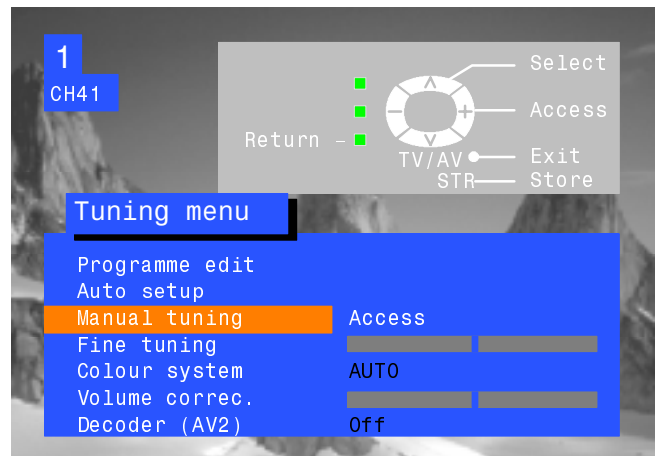 1
CH41
Select
Access
Return
TV/AV Exit
STR Store
Tuning menu
Programme edit
Auto setup
Manual tuning Access
Fine tuning
Colour system AUTO
Volume correc.
Decoder (AV2) Off